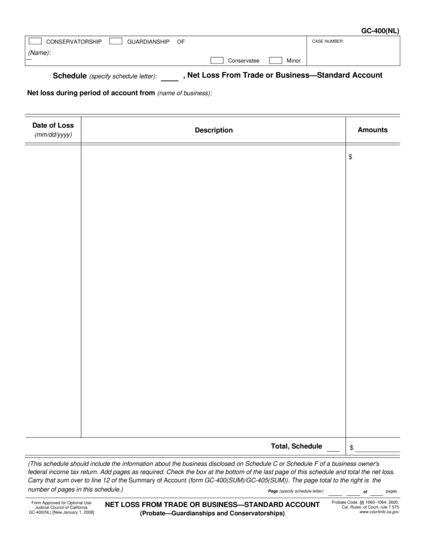 GC-400(NL)
CONSERVATORSHIP GUARDIANSHIP OF
CASE NUMBER:
(Name):
Conservatee Minor
Schedule (specify schedule letter): , Net Loss From Trade or Business—Standard Account
Net loss during period of account from (name of business):
Date of Loss
(mm/dd/yyyy)
Description
Amounts
$
Total, Schedule
$
(This schedule should include the information about the business disclosed on Schedule C or Schedule F of a business owner's
federal income tax return. Add pages as required. Check the box at the bottom of the last page of this schedule and total the net loss.
Carry that sum over to line 12 of the Summary of Account (form GC-400(SUM)/GC-405(SUM)). The page total to the right is the
number of pages in this schedule.)
Page (specify schedule letter): of pages
Form Approved for Optional Use
Judicial Council of California
GC-400(NL) [New January 1, 2008]
NET LOSS FROM TRADE OR BUSINESS—STANDARD ACCOUNT
(Probate—Guardianships and Conservatorships)
Probate Code, §§ 1060–1064, 2620;
Cal. Rules of Court, rule 7.575
www.courtinfo.ca.gov